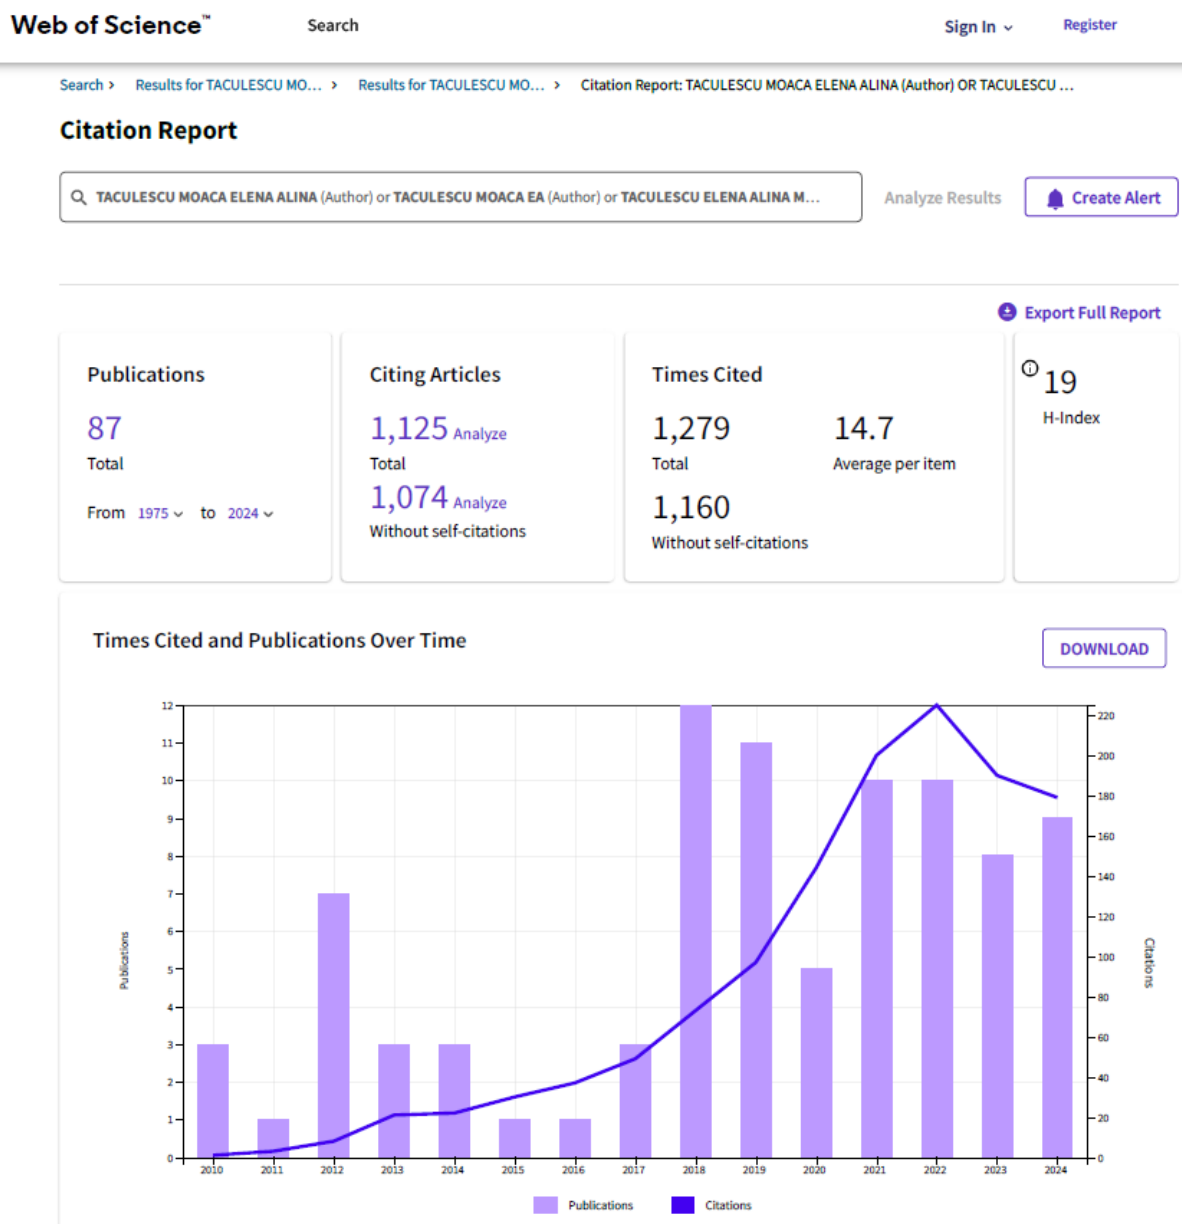 Web of Science™ Search Sign In Register
Search > Results for TACULESCU MO... > Results for TACULESCU MO... > Citation Report: TACULESCU MOACA ELENA ALINA (Author) OR TACULESCU ...
Citation Report
TACULESCU MOACA ELENA ALINA (Author) or TACULESCU MOACA EA (Author) or TACULESCU ELENA ALINA M... Analyze Results Create Alert
Export Full Report
Publications
87
Total
From 1975 to 2024
Citing Articles
1,125 Analyze
Total
1,074 Analyze
Without self-citations
Times Cited
1,279
Total
14.7
Average per item
1,160
Without self-citations
19
H-Index
Times Cited and Publications Over Time
DOWNLOAD
12
11
10
9
8
7
6
5
4
3
2
1
0
Publications
220
200
180
160
140
120
100
80
60
40
20
0
Citations
2010 2011 2012 2013 2014 2015 2016 2017 2018 2019 2020 2021 2022 2023 2024
Publications Citations